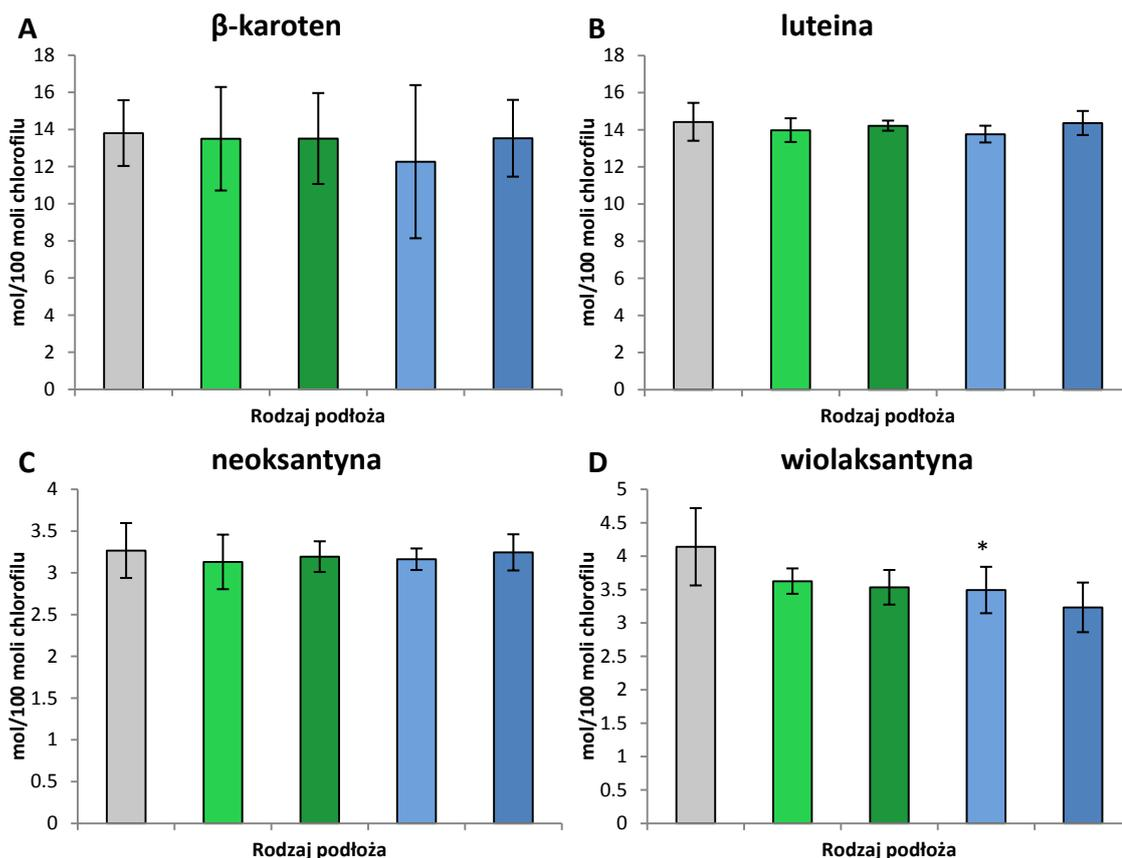 A
β-karoten
18
16
14
12
10
8
6
4
2
0
mol/100 moli chlorofilu
Rodzaj podłoża
B
luteina
18
16
14
12
10
8
6
4
2
0
mol/100 moli chlorofilu
Rodzaj podłoża
C
neoksantyna
4
3.5
3
2.5
2
1.5
1
0.5
0
mol/100 moli chlorofilu
Rodzaj podłoża
D
wiolaksantyna
5
4.5
4
3.5
3
2.5
2
1.5
1
0.5
0
*
mol/100 moli chlorofilu
Rodzaj podłoża